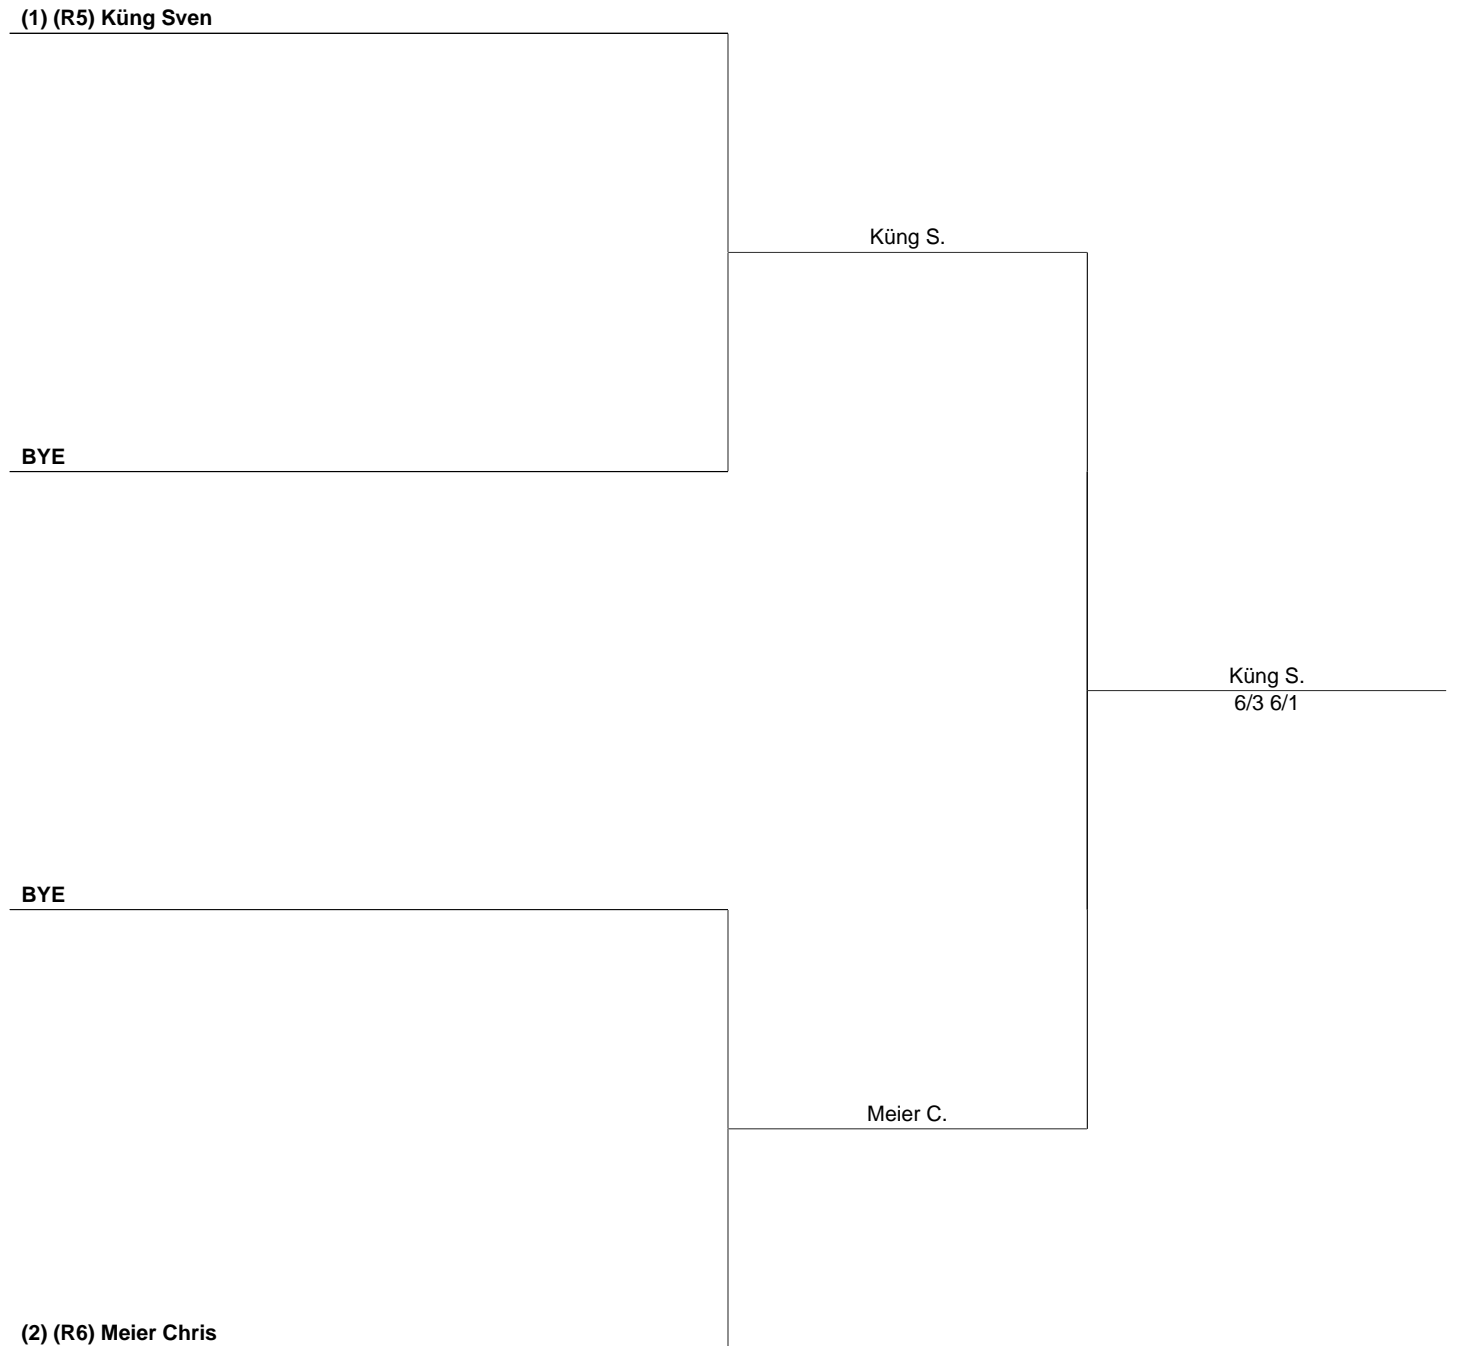 (1) (R5) Küng Sven
Küng S.
BYE
Küng S.
6/3 6/1
BYE
Meier C.
(2) (R6) Meier Chris